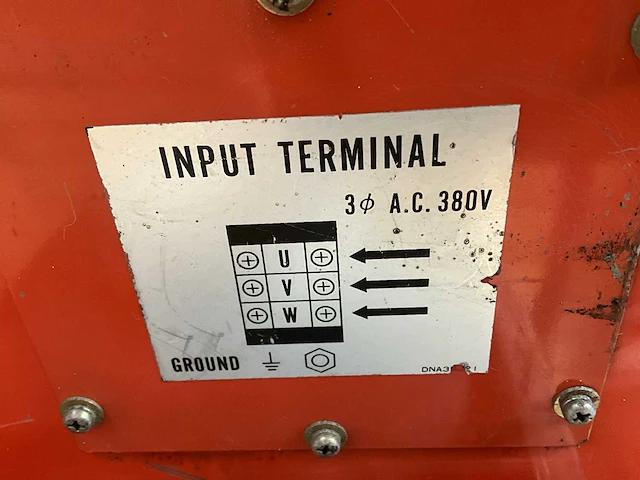 INPUT TERMINAL
3φ A.C. 380V
U
V
W
GROUND